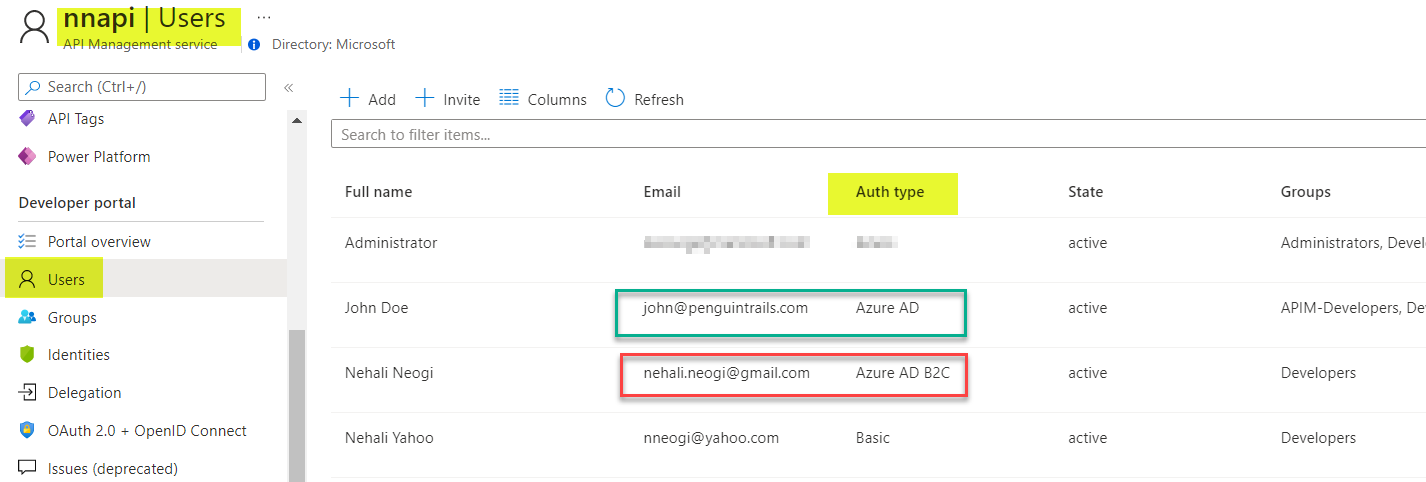 nnapi | Users ...
API Management service Directory: Microsoft
Search (Ctrl+/) «
API Tags
Power Platform
Developer portal
Portal overview
Users
Groups
Identities
Delegation
OAuth 2.0 + OpenID Connect
Issues (deprecated)
Add Invite Columns Refresh
Search to filter items...
Full name Email Auth type State Groups
Administrator active Administrators, Devel
John Doe john@penguintrails.com Azure AD active APIM-Developers, De
Nehali Neogi nehali.neogi@gmail.com Azure AD B2C active Developers
Nehali Yahoo nneogi@yahoo.com Basic active Developers